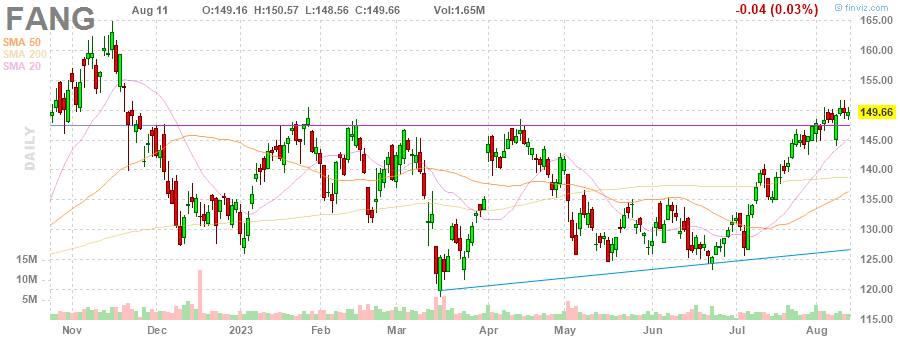 FANG
Aug 11 O:149.16 H:150.57 L:148.56 C:149.66 Vol:1.65M -0.04 (0.03%)
© finviz.com
SMA 50
SMA 200
SMA 20
DAILY
165.00
160.00
155.00
149.66
145.00
140.00
135.00
130.00
125.00
120.00
115.00
15M
10M
5M
Nov Dec 2023 Feb Mar Apr May Jun Jul Aug